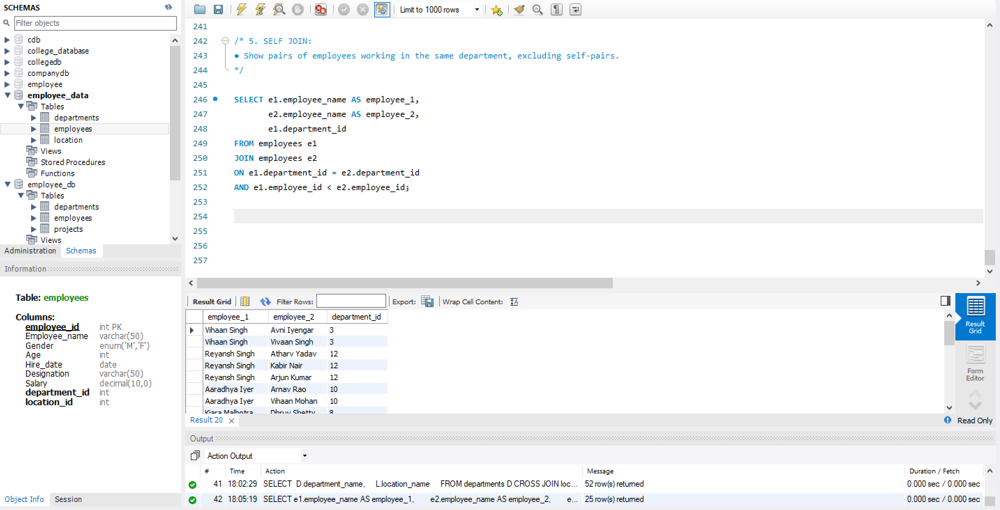 SCHEMAS
Filter objects
cdb
college_database
collegedb
companydb
employee
employee_data
Tables
departments
employees
location
Views
Stored Procedures
Functions
employee_db
Tables
departments
employees
projects
Views
Administration Schemas
Information
Table: employees
Columns:
employee_id int PK
Employee_name varchar(50)
Gender enum('M','F')
Age int
Hire_date date
Designation varchar(50)
Salary decimal(10,0)
department_id int
location_id int
Object Info Session
Limit to 1000 rows
241
242 /* 5. SELF JOIN:
243 • Show pairs of employees working in the same department, excluding self-pairs.
244 */
245
246 SELECT e1.employee_name AS employee_1,
247 e2.employee_name AS employee_2,
248 e1.department_id
249 FROM employees e1
250 JOIN employees e2
251 ON e1.department_id = e2.department_id
252 AND e1.employee_id < e2.employee_id;
253
254
255
256
257
Result Grid Filter Rows: Export: Wrap Cell Content:
employee_1 employee_2 department_id
Vihaan Singh Avni Iyengar 3
Vihaan Singh Vivaan Singh 3
Reyansh Singh Atharv Yadav 12
Reyansh Singh Kabir Nair 12
Reyansh Singh Arjun Kumar 12
Aaradhya Iyer Arnav Rao 10
Aaradhya Iyer Vihaan Mohan 10
Kiara Malhotra Dhruv Shetty 8
Result Grid
Form Editor
Result 20
Read Only
Output
Action Output
# Time Action Message Duration / Fetch
41 18:02:29 SELECT D.department_name, L.location_name FROM departments D CROSS JOIN loc... 52 row(s) returned 0.000 sec / 0.000 sec
42 18:05:19 SELECT e1.employee_name AS employee_1, e2.employee_name AS employee_2, e... 25 row(s) returned 0.000 sec / 0.000 sec